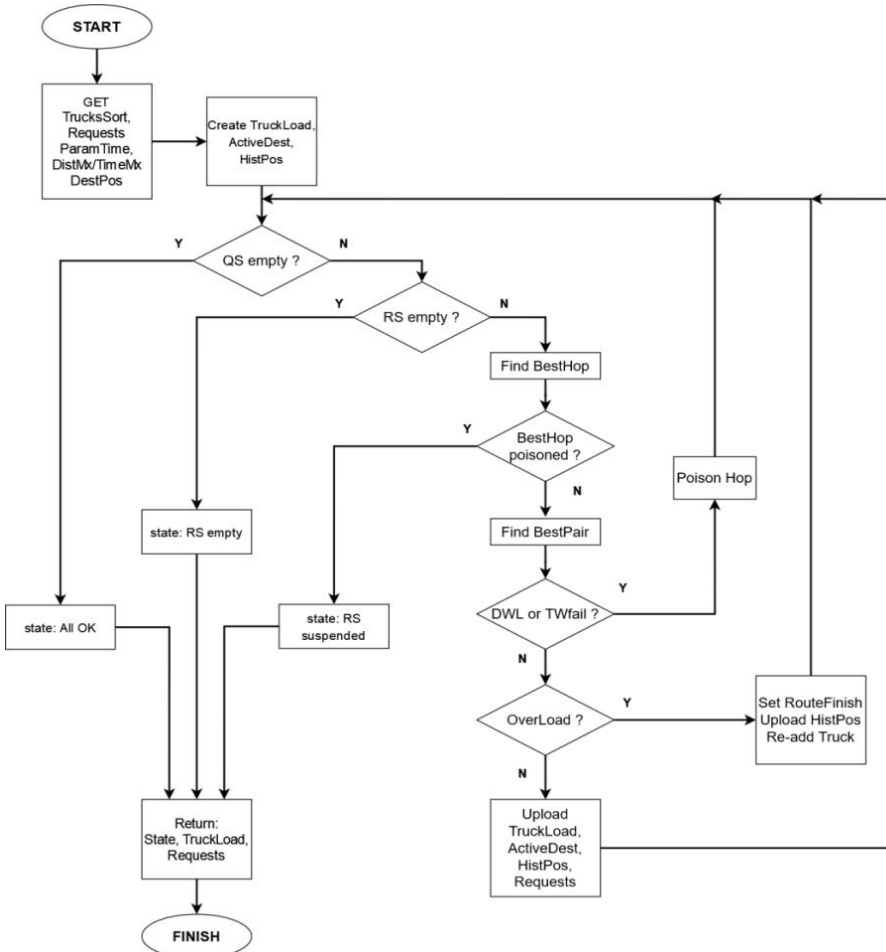 START
GET
TrucksSort,
Requests
ParamTime,
DistMx/TimeMx
DestPos
Create TruckLoad,
ActiveDest,
HistPos
Y
N
QS empty ?
Y
N
RS empty ?
Find BestHop
Y
BestHop
poisoned ?
Poison Hop
N
state: RS empty
Find BestPair
Y
DWL or TWfail ?
state: All OK
state: RS
suspended
N
Y
OverLoad ?
Set RouteFinish
Upload HistPos
Re-add Truck
N
Return:
State, TruckLoad,
Requests
Upload
TruckLoad,
ActiveDest,
HistPos,
Requests
FINISH